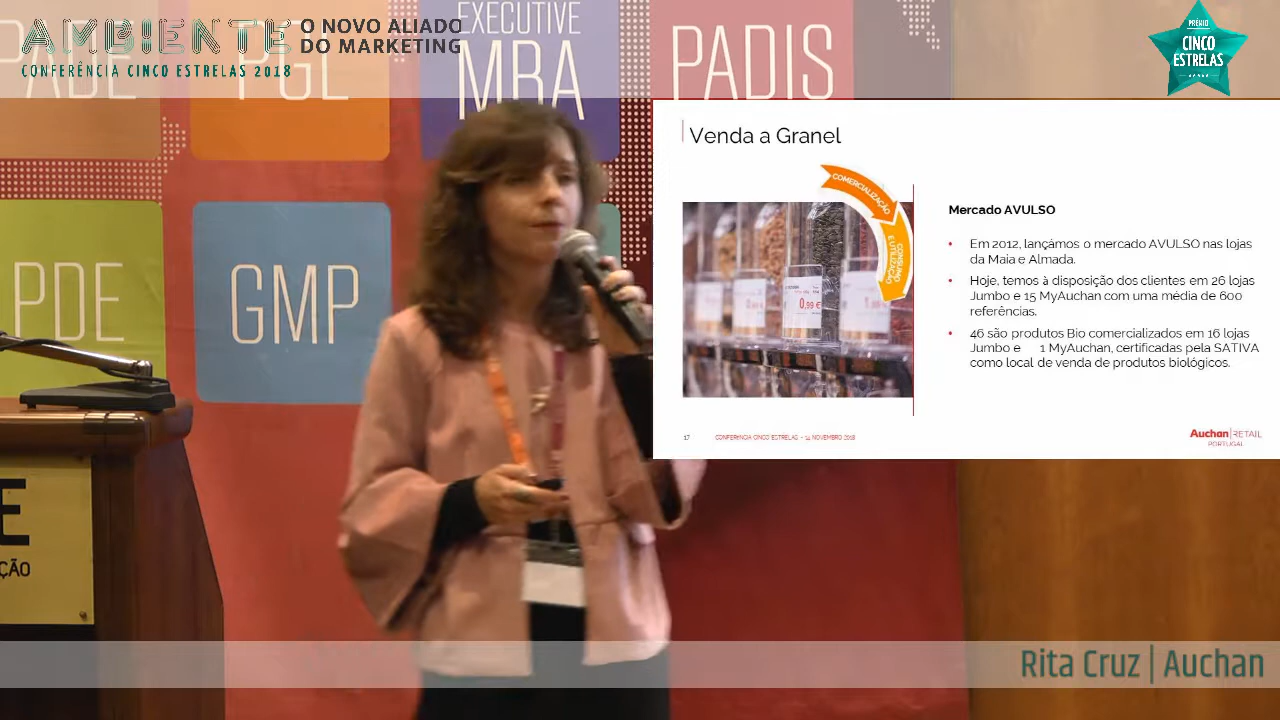 AMBIENTE
O NOVO ALIADO
DO MARKETING
CONFERÊNCIA CINCO ESTRELAS 2018
EXECUTIVE
MBA
PADIS
PADE
PGL
PRÉMIO
CINCO
ESTRELAS
PDE
GMP
Venda a Granel
COMERCIALIZAÇÃO
CONSUMO
E UTILIZAÇÃO
0,99 €
Mercado AVULSO
• Em 2012, lançámos o mercado AVULSO nas lojas
da Maia e Almada.
• Hoje, temos à disposição dos clientes em 26 lojas
Jumbo e 15 MyAuchan com uma média de 600
referências.
• 46 são produtos Bio comercializados em 16 lojas
Jumbo e 1 MyAuchan, certificadas pela SATIVA
como local de venda de produtos biológicos.
17
CONFERÊNCIA CINCO ESTRELAS - 14 NOVEMBRO 2018
Auchan|RETAIL
PORTUGAL
E
ÇÃO
Rita Cruz | Auchan